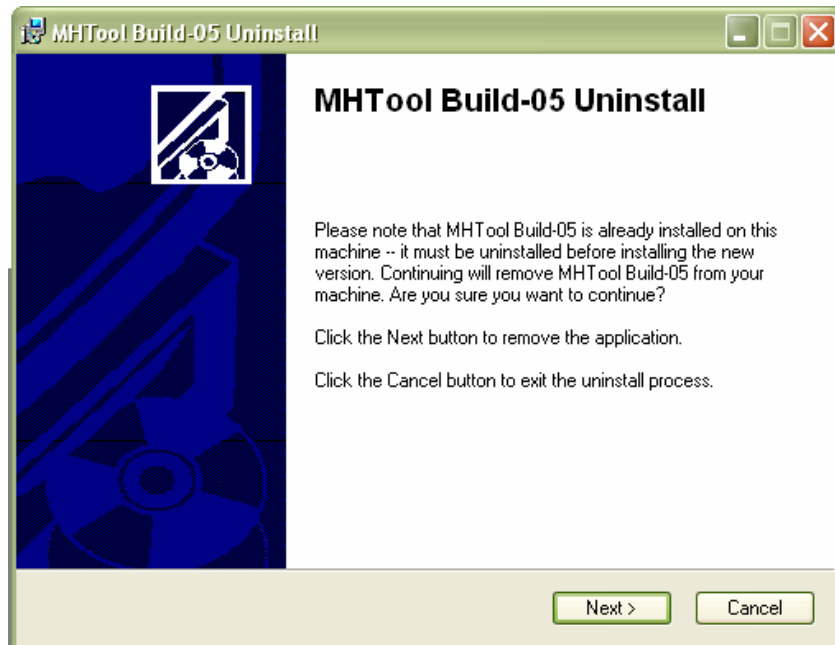 MHTool Build-05 Uninstall
MHTool Build-05 Uninstall
Please note that MHTool Build-05 is already installed on this
machine -- it must be uninstalled before installing the new
version. Continuing will remove MHTool Build-05 from your
machine. Are you sure you want to continue?
Click the Next button to remove the application.
Click the Cancel button to exit the uninstall process.
Next >
Cancel